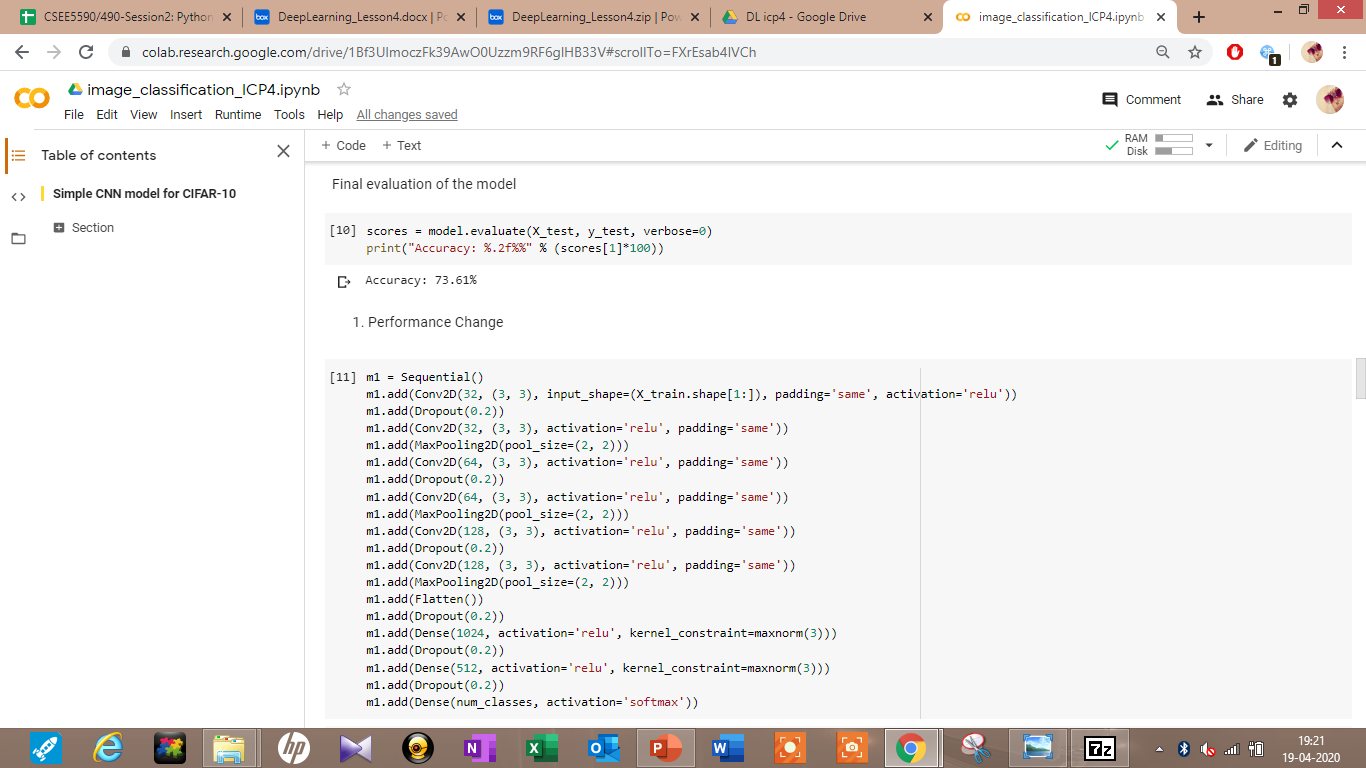 CSEE5590/490-Session2: Python
DeepLearning_Lesson4.docx | Po
DeepLearning_Lesson4.zip | Pow
DL icp4 - Google Drive
image_classification_ICP4.ipynb
image_classification_ICP4.ipynb
File Edit View Insert Runtime Tools Help All changes saved
Comment Share
1
Table of contents
Simple CNN model for CIFAR-10
Section
+ Code + Text
RAM
Disk
Editing
Final evaluation of the model
[10] scores = model.evaluate(X_test, y_test, verbose=0)
print("Accuracy: %.2f%%" % (scores[1]*100))
Accuracy: 73.61%
1. Performance Change
[11] m1 = Sequential()
m1.add(Conv2D(32, (3, 3), input_shape=(X_train.shape[1:]), padding='same', activation='relu'))
m1.add(Dropout(0.2))
m1.add(Conv2D(32, (3, 3), activation='relu', padding='same'))
m1.add(MaxPooling2D(pool_size=(2, 2)))
m1.add(Conv2D(64, (3, 3), activation='relu', padding='same'))
m1.add(Dropout(0.2))
m1.add(Conv2D(64, (3, 3), activation='relu', padding='same'))
m1.add(MaxPooling2D(pool_size=(2, 2)))
m1.add(Conv2D(128, (3, 3), activation='relu', padding='same'))
m1.add(Dropout(0.2))
m1.add(Conv2D(128, (3, 3), activation='relu', padding='same'))
m1.add(MaxPooling2D(pool_size=(2, 2)))
m1.add(Flatten())
m1.add(Dropout(0.2))
m1.add(Dense(1024, activation='relu', kernel_constraint=maxnorm(3)))
m1.add(Dropout(0.2))
m1.add(Dense(512, activation='relu', kernel_constraint=maxnorm(3)))
m1.add(Dropout(0.2))
m1.add(Dense(num_classes, activation='softmax'))
19:21
19-04-2020